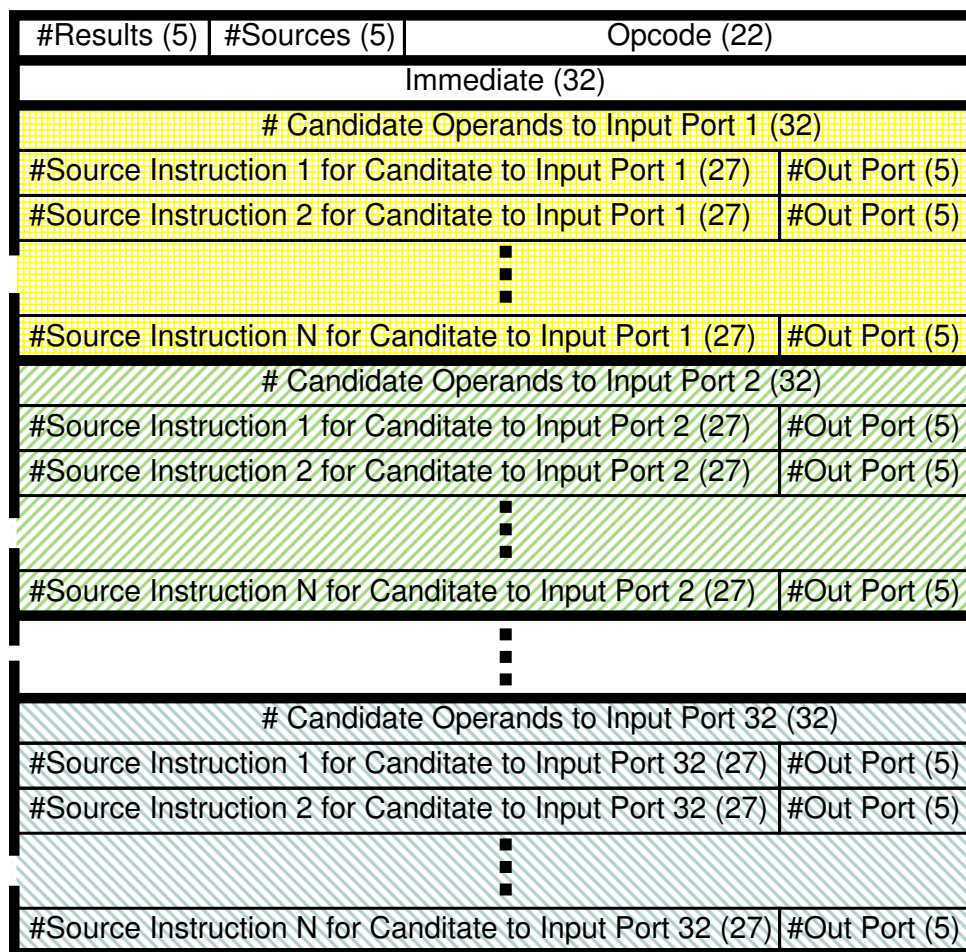 #Results (5) #Sources (5) Opcode (22)
Immediate (32)
# Candidate Operands to Input Port 1 (32)
#Source Instruction 1 for Canditate to Input Port 1 (27) #Out Port (5)
#Source Instruction 2 for Canditate to Input Port 1 (27) #Out Port (5)
#Source Instruction N for Canditate to Input Port 1 (27) #Out Port (5)
# Candidate Operands to Input Port 2 (32)
#Source Instruction 1 for Canditate to Input Port 2 (27) #Out Port (5)
#Source Instruction 2 for Canditate to Input Port 2 (27) #Out Port (5)
#Source Instruction N for Canditate to Input Port 2 (27) #Out Port (5)
# Candidate Operands to Input Port 32 (32)
#Source Instruction 1 for Canditate to Input Port 32 (27) #Out Port (5)
#Source Instruction 2 for Canditate to Input Port 32 (27) #Out Port (5)
#Source Instruction N for Canditate to Input Port 32 (27) #Out Port (5)